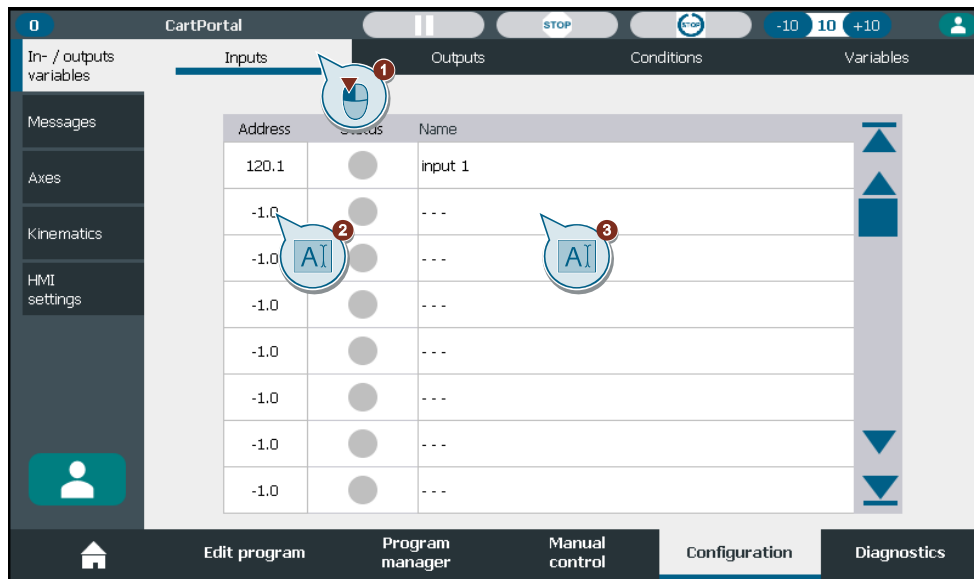 0 CartPortal STOP STOP -10 10 +10
In- / outputs
variables
Inputs Outputs Conditions Variables
1
Messages
Axes
Kinematics
HMI
settings
Address Status Name
120.1 input 1
-1.0 - - -
2 3
-1.0 AI - - - AI
-1.0 - - -
-1.0 - - -
-1.0 - - -
-1.0 - - -
-1.0 - - -
Edit program
Program
manager
Manual
control
Configuration
Diagnostics